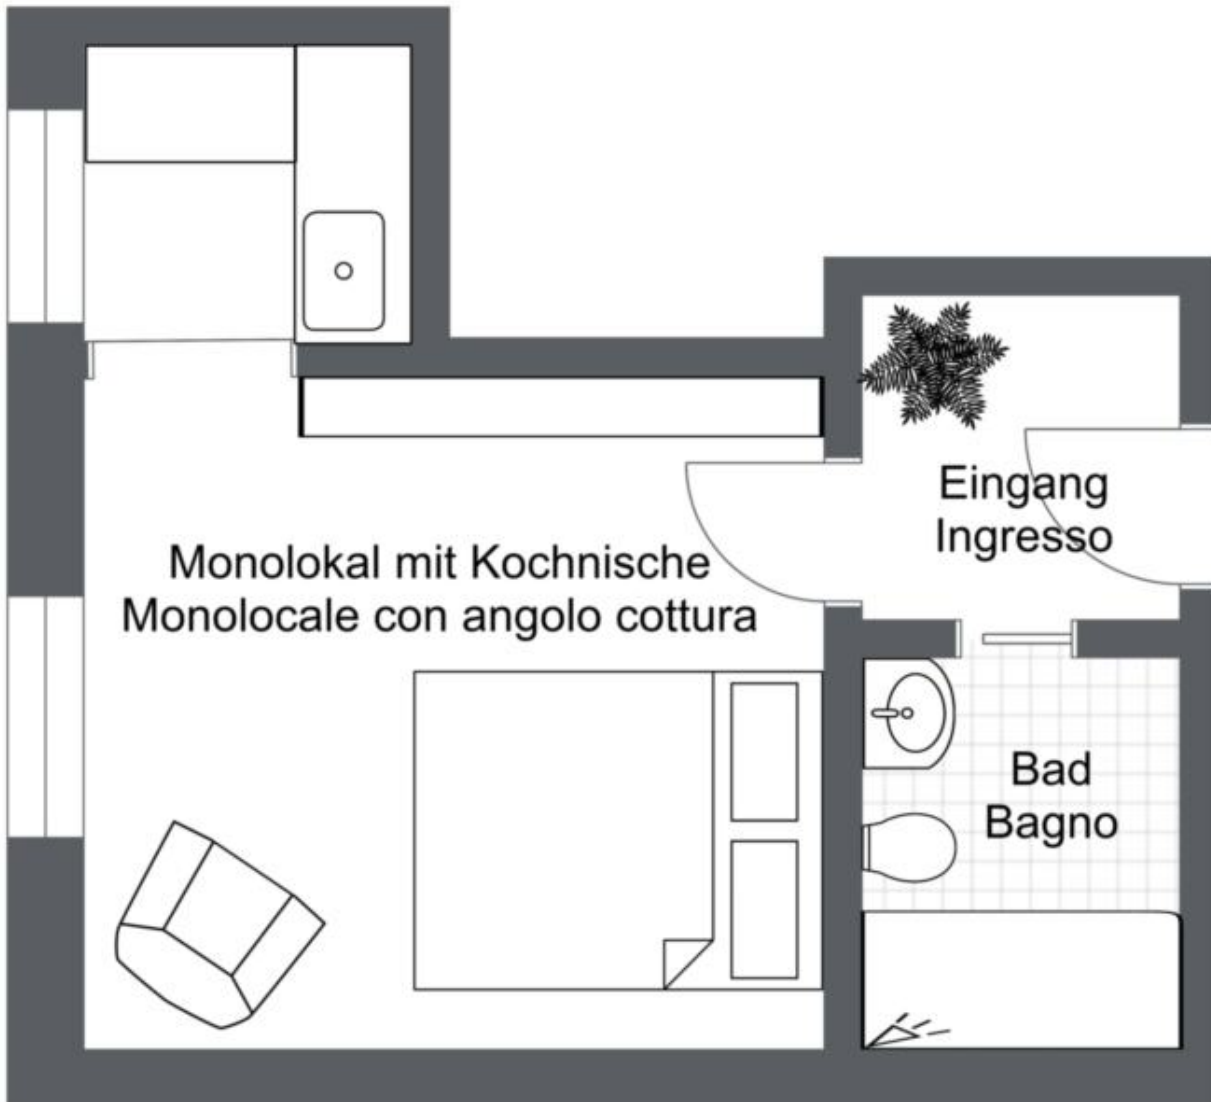 Eingang
Ingresso
Monolokal mit Kochnische
Monolocale con angolo cottura
Bad
Bagno